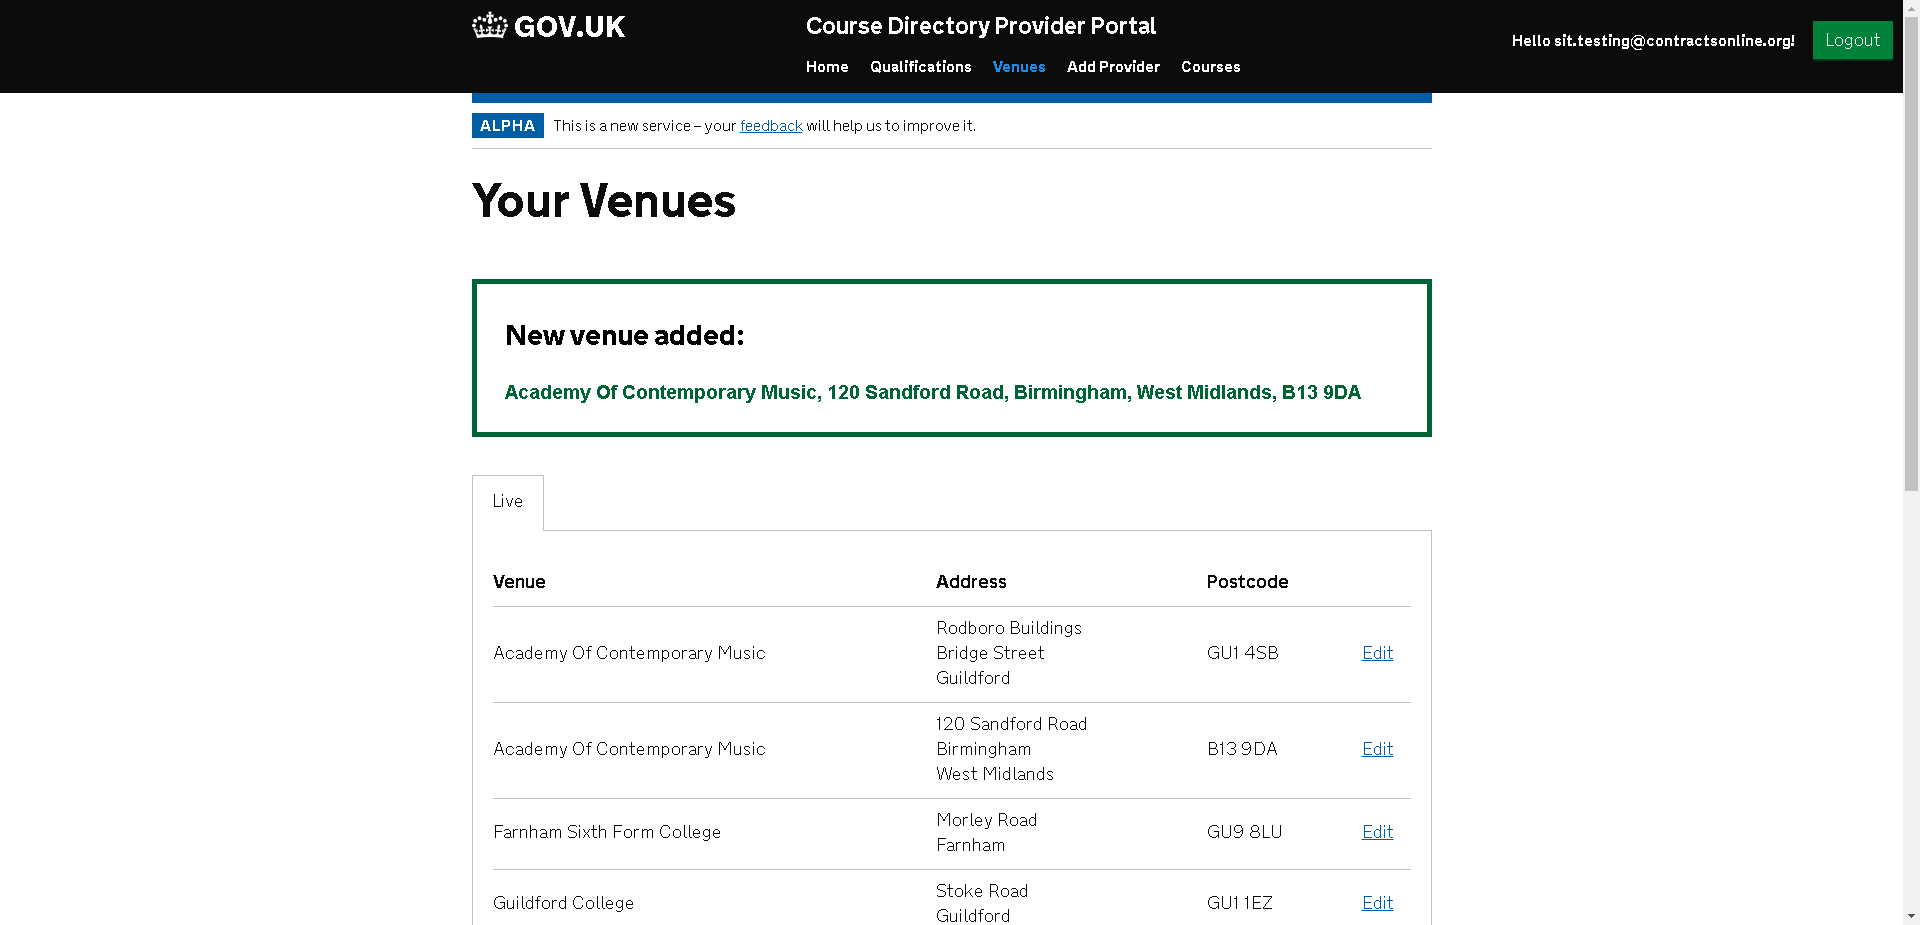 GOV.UK
Course Directory Provider Portal
Home Qualifications Venues Add Provider Courses
Hello sit.testing@contractsonline.org!
Logout
ALPHA This is a new service – your feedback will help us to improve it.
Your Venues
New venue added:
Academy Of Contemporary Music, 120 Sandford Road, Birmingham, West Midlands, B13 9DA
Live
Venue Address Postcode
Rodboro Buildings
Academy Of Contemporary Music Bridge Street GU1 4SB Edit
Guildford
120 Sandford Road
Academy Of Contemporary Music Birmingham B13 9DA Edit
West Midlands
Morley Road
Farnham Sixth Form College GU9 8LU Edit
Farnham
Stoke Road
Guildford College GU1 1EZ Edit
Guildford